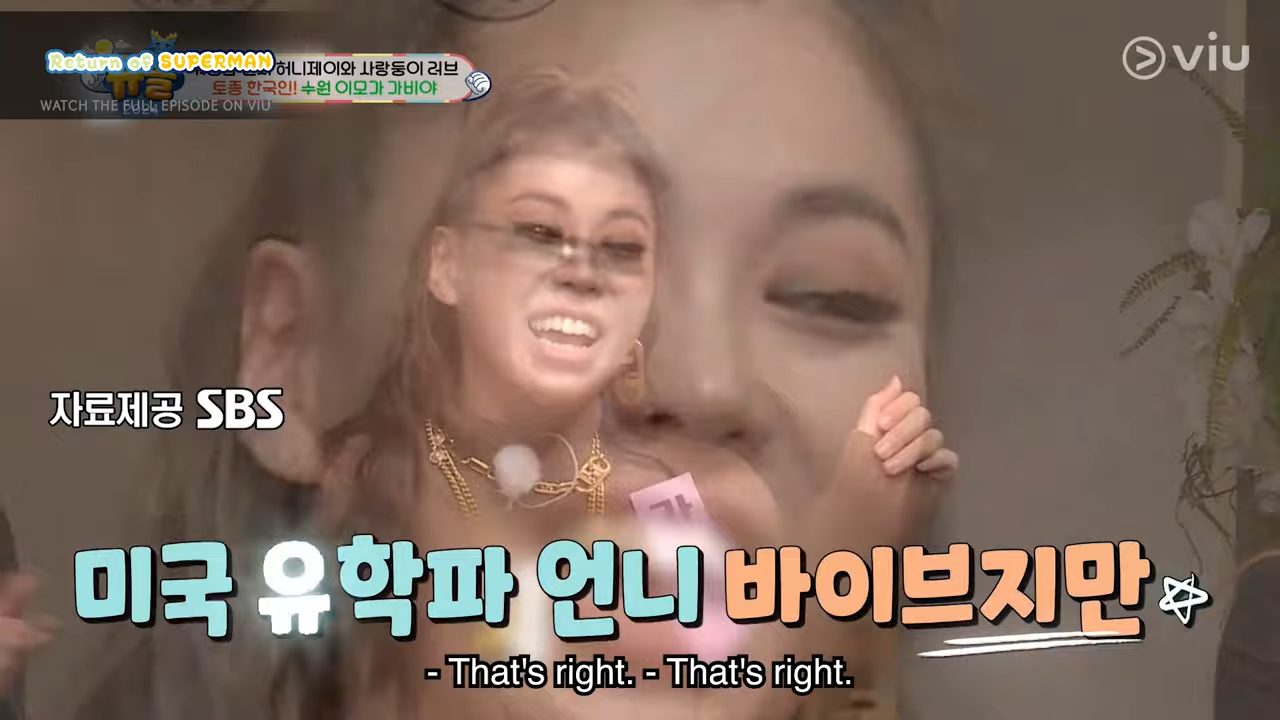 Return of SUPERMAN
viu
허니제이와 사랑둥이 러브
토종 한국인! 수원 이모가 가비야
WATCH THE FULL EPISODE ON VIU
2024
자료제공 SBS
가
미국 유학파 언니 바이브지만
- That's right. - That's right.